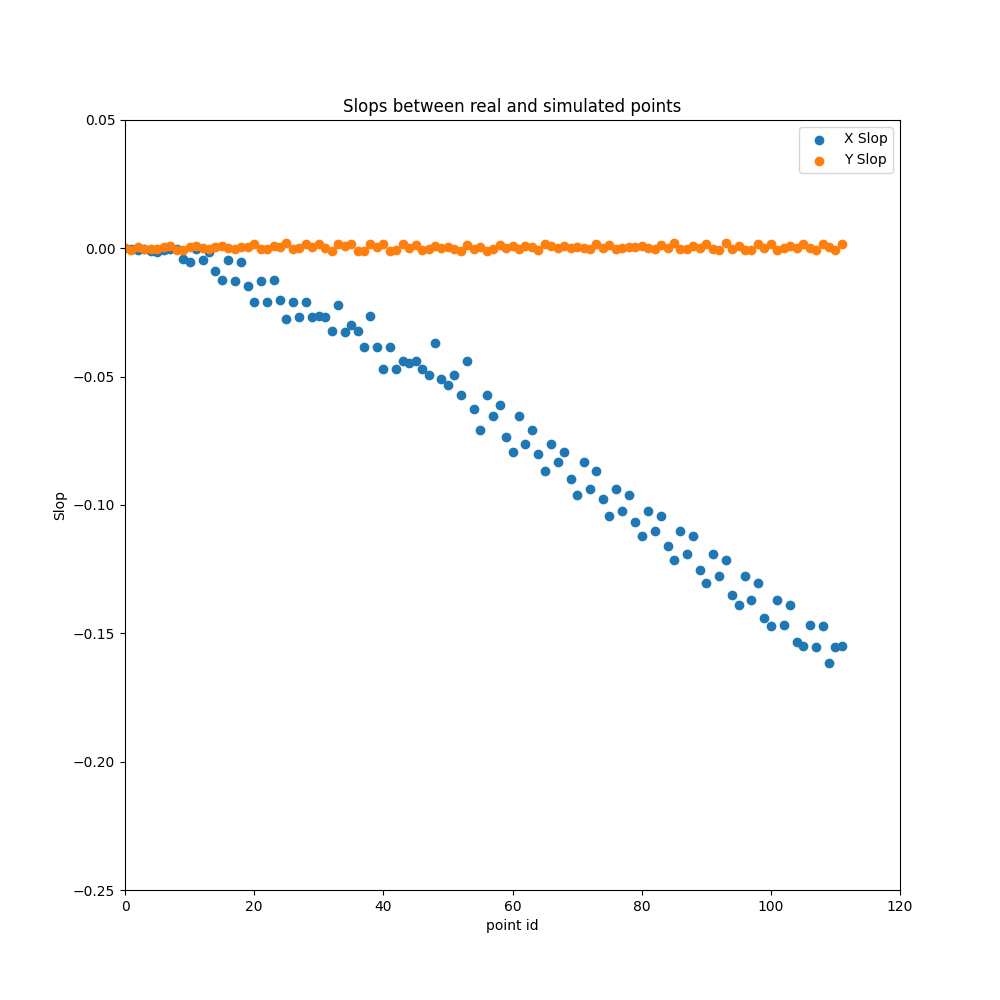 Slops between real and simulated points
X Slop
Y Slop
0.05
0.00
−0.05
−0.10
−0.15
−0.20
−0.25
Slop
0 20 40 60 80 100 120
point id